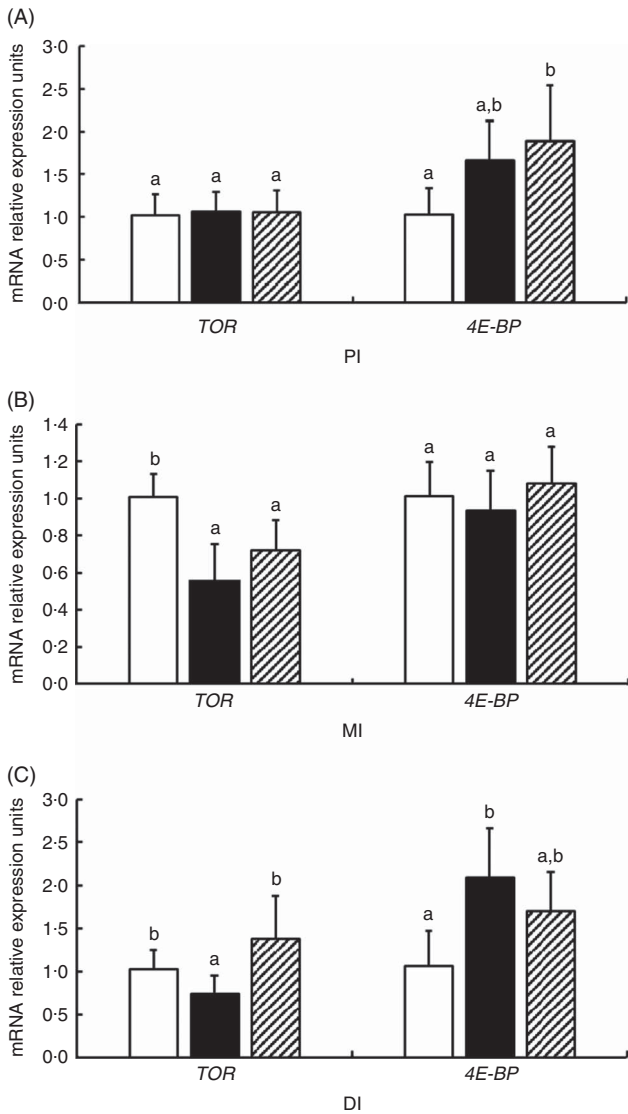 (A)
mRNA relative expression units
3·0
2·5
2·0
1·5
1·0
0·5
0·0
a
a
a
a
a,b
b
TOR
4E-BP
PI
(B)
mRNA relative expression units
1·4
1·2
1·0
0·8
0·6
0·4
0·2
0·0
b
a
a
a
a
a
TOR
4E-BP
MI
(C)
mRNA relative expression units
3·0
2·5
2·0
1·5
1·0
0·5
0·0
b
a
b
a
b
a,b
TOR
4E-BP
DI